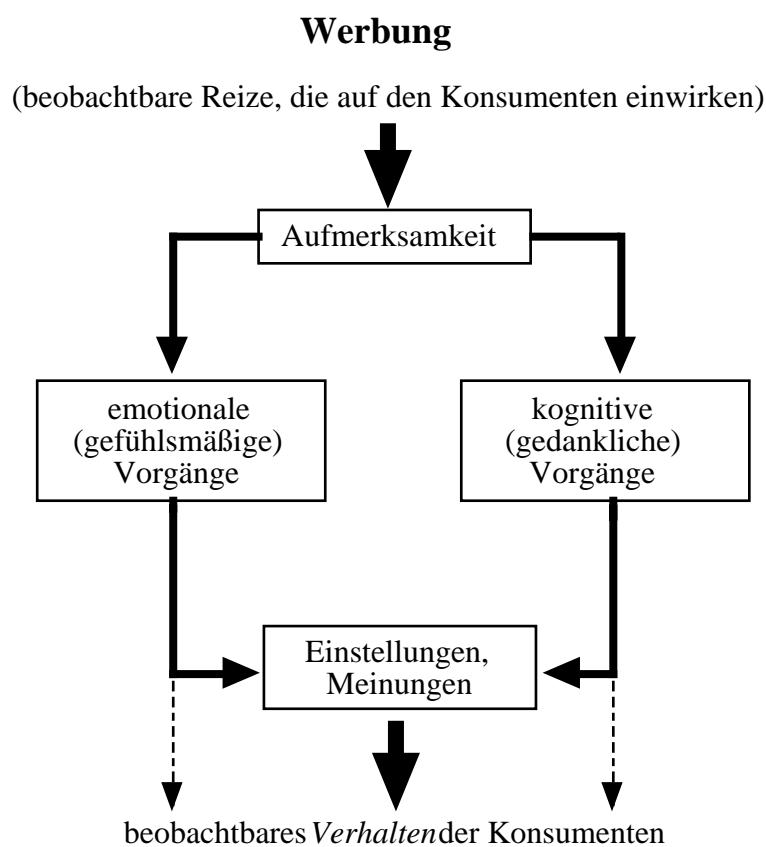 Werbung
(beobachtbare Reize, die auf den Konsumenten einwirken)
Aufmerksamkeit
emotionale
(gefühlsmäßige)
Vorgänge
kognitive
(gedankliche)
Vorgänge
Einstellungen,
Meinungen
beobachtbares Verhalten der Konsumenten